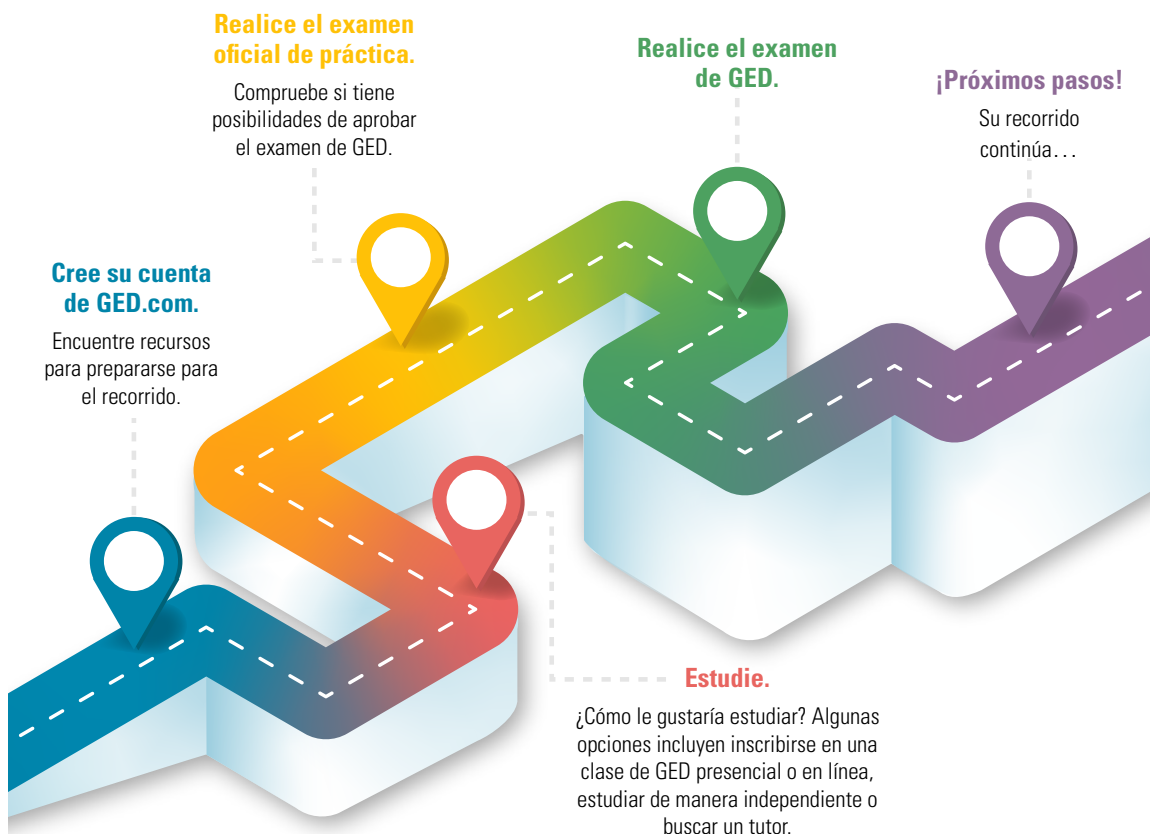 Cree su cuenta
de GED.com.
Encuentre recursos
para prepararse para
el recorrido.
Estudie.
¿Cómo le gustaría estudiar? Algunas
opciones incluyen inscribirse en una
clase de GED presencial o en línea,
estudiar de manera independiente o
buscar un tutor.
Realice el examen
oficial de práctica.
Compruebe si tiene
posibilidades de aprobar
el examen de GED.
Realice el examen
de GED.
¡Próximos pasos!
Su recorrido
continúa…